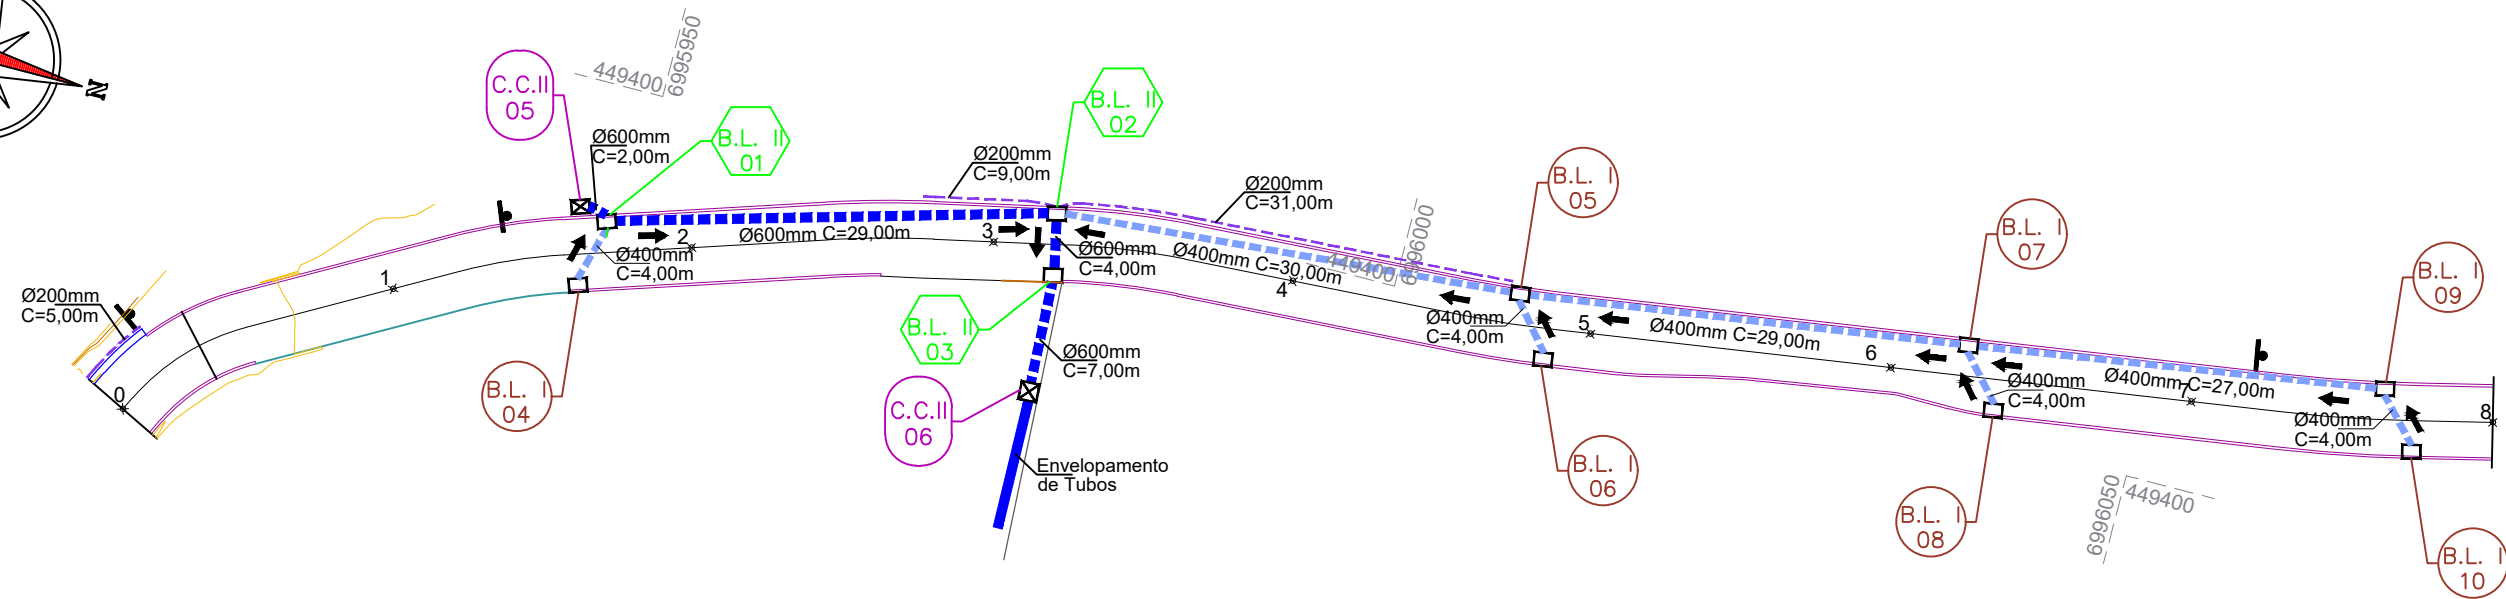 N
449400
6995950
C.C.II
05
Ø600mm
C=2,00m
B.L. II
01
B.L. II
02
Ø200mm
C=9,00m
Ø200mm
C=31,00m
B.L. I
05
B.L. I
07
B.L. I
09
Ø200mm
C=5,00m
0
1
2
3
4
5
6
7
8
Ø600mm C=29,00m
Ø400mm
C=4,00m
Ø600mm
C=4,00m
Ø400mm C=30,00m
449400
6996000
Ø400mm
C=4,00m
Ø400mm C=29,00m
Ø400mm
C=4,00m
Ø400mm C=27,00m
Ø400mm
C=4,00m
B.L. I
04
B.L. II
03
Ø600mm
C=7,00m
C.C.II
06
Envelopamento
de Tubos
B.L. I
06
B.L. I
08
6996050
449400
B.L. I
10